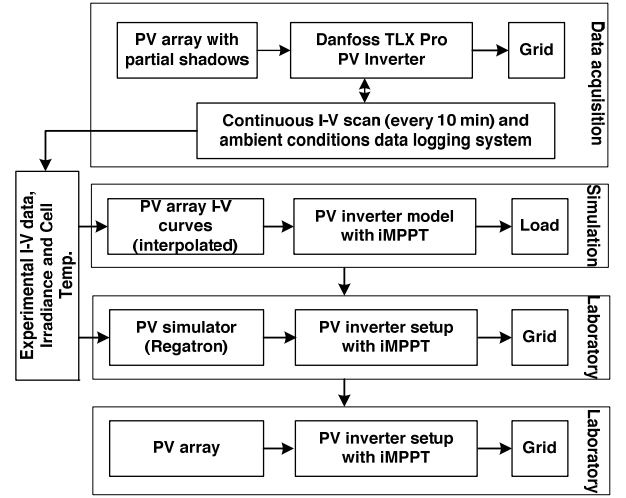 PV array with
partial shadows
Danfoss TLX Pro
PV Inverter
Grid
Data acquisition
Continuous I-V scan (every 10 min) and
ambient conditions data logging system
Experimental I-V data,
Irradiance and Cell
Temp.
PV array I-V
curves
(interpolated)
PV inverter model
with iMPPT
Load
Simulation
PV simulator
(Regatron)
PV inverter setup
with iMPPT
Grid
Laboratory
PV array
PV inverter setup
with iMPPT
Grid
Laboratory